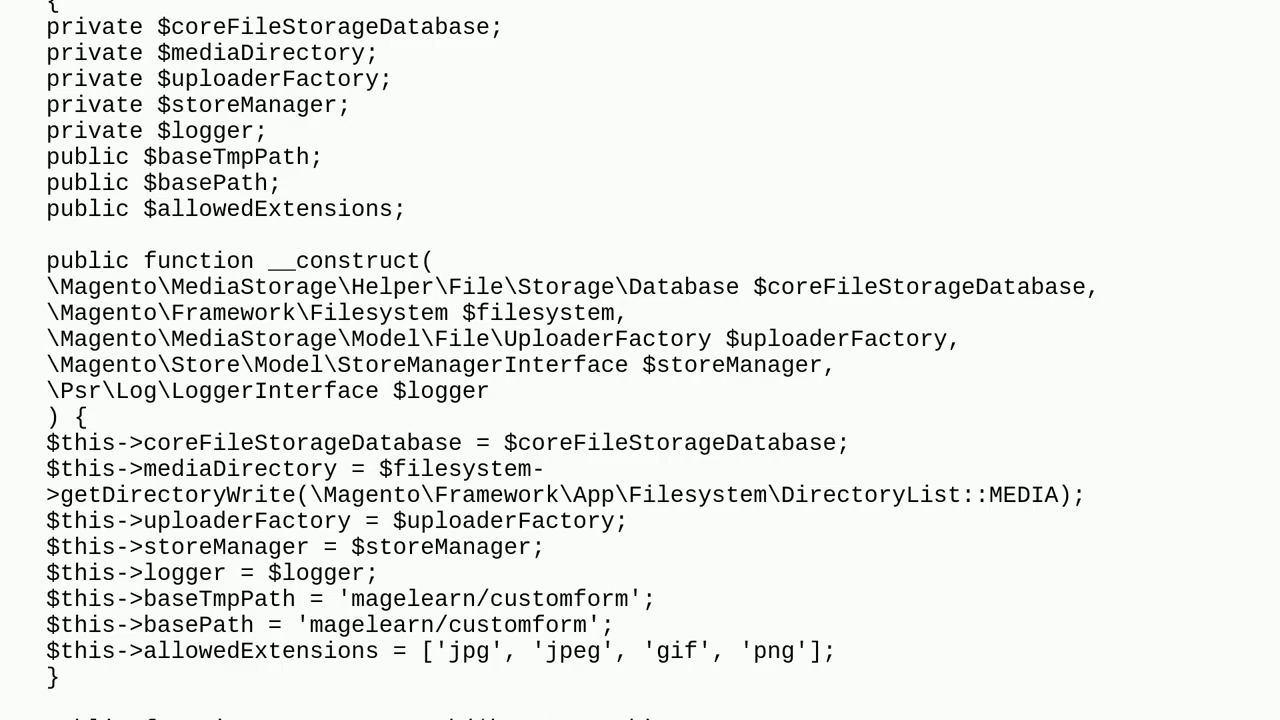 {
private $coreFileStorageDatabase;
private $mediaDirectory;
private $uploaderFactory;
private $storeManager;
private $logger;
public $baseTmpPath;
public $basePath;
public $allowedExtensions;
public function __construct(
\Magento\MediaStorage\Helper\File\Storage\Database $coreFileStorageDatabase,
\Magento\Framework\Filesystem $filesystem,
\Magento\MediaStorage\Model\File\UploaderFactory $uploaderFactory,
\Magento\Store\Model\StoreManagerInterface $storeManager,
\Psr\Log\LoggerInterface $logger
) {
$this->coreFileStorageDatabase = $coreFileStorageDatabase;
$this->mediaDirectory = $filesystem-
>getDirectoryWrite(\Magento\Framework\App\Filesystem\DirectoryList::MEDIA);
$this->uploaderFactory = $uploaderFactory;
$this->storeManager = $storeManager;
$this->logger = $logger;
$this->baseTmpPath = 'magelearn/customform';
$this->basePath = 'magelearn/customform';
$this->allowedExtensions = ['jpg', 'jpeg', 'gif', 'png'];
}